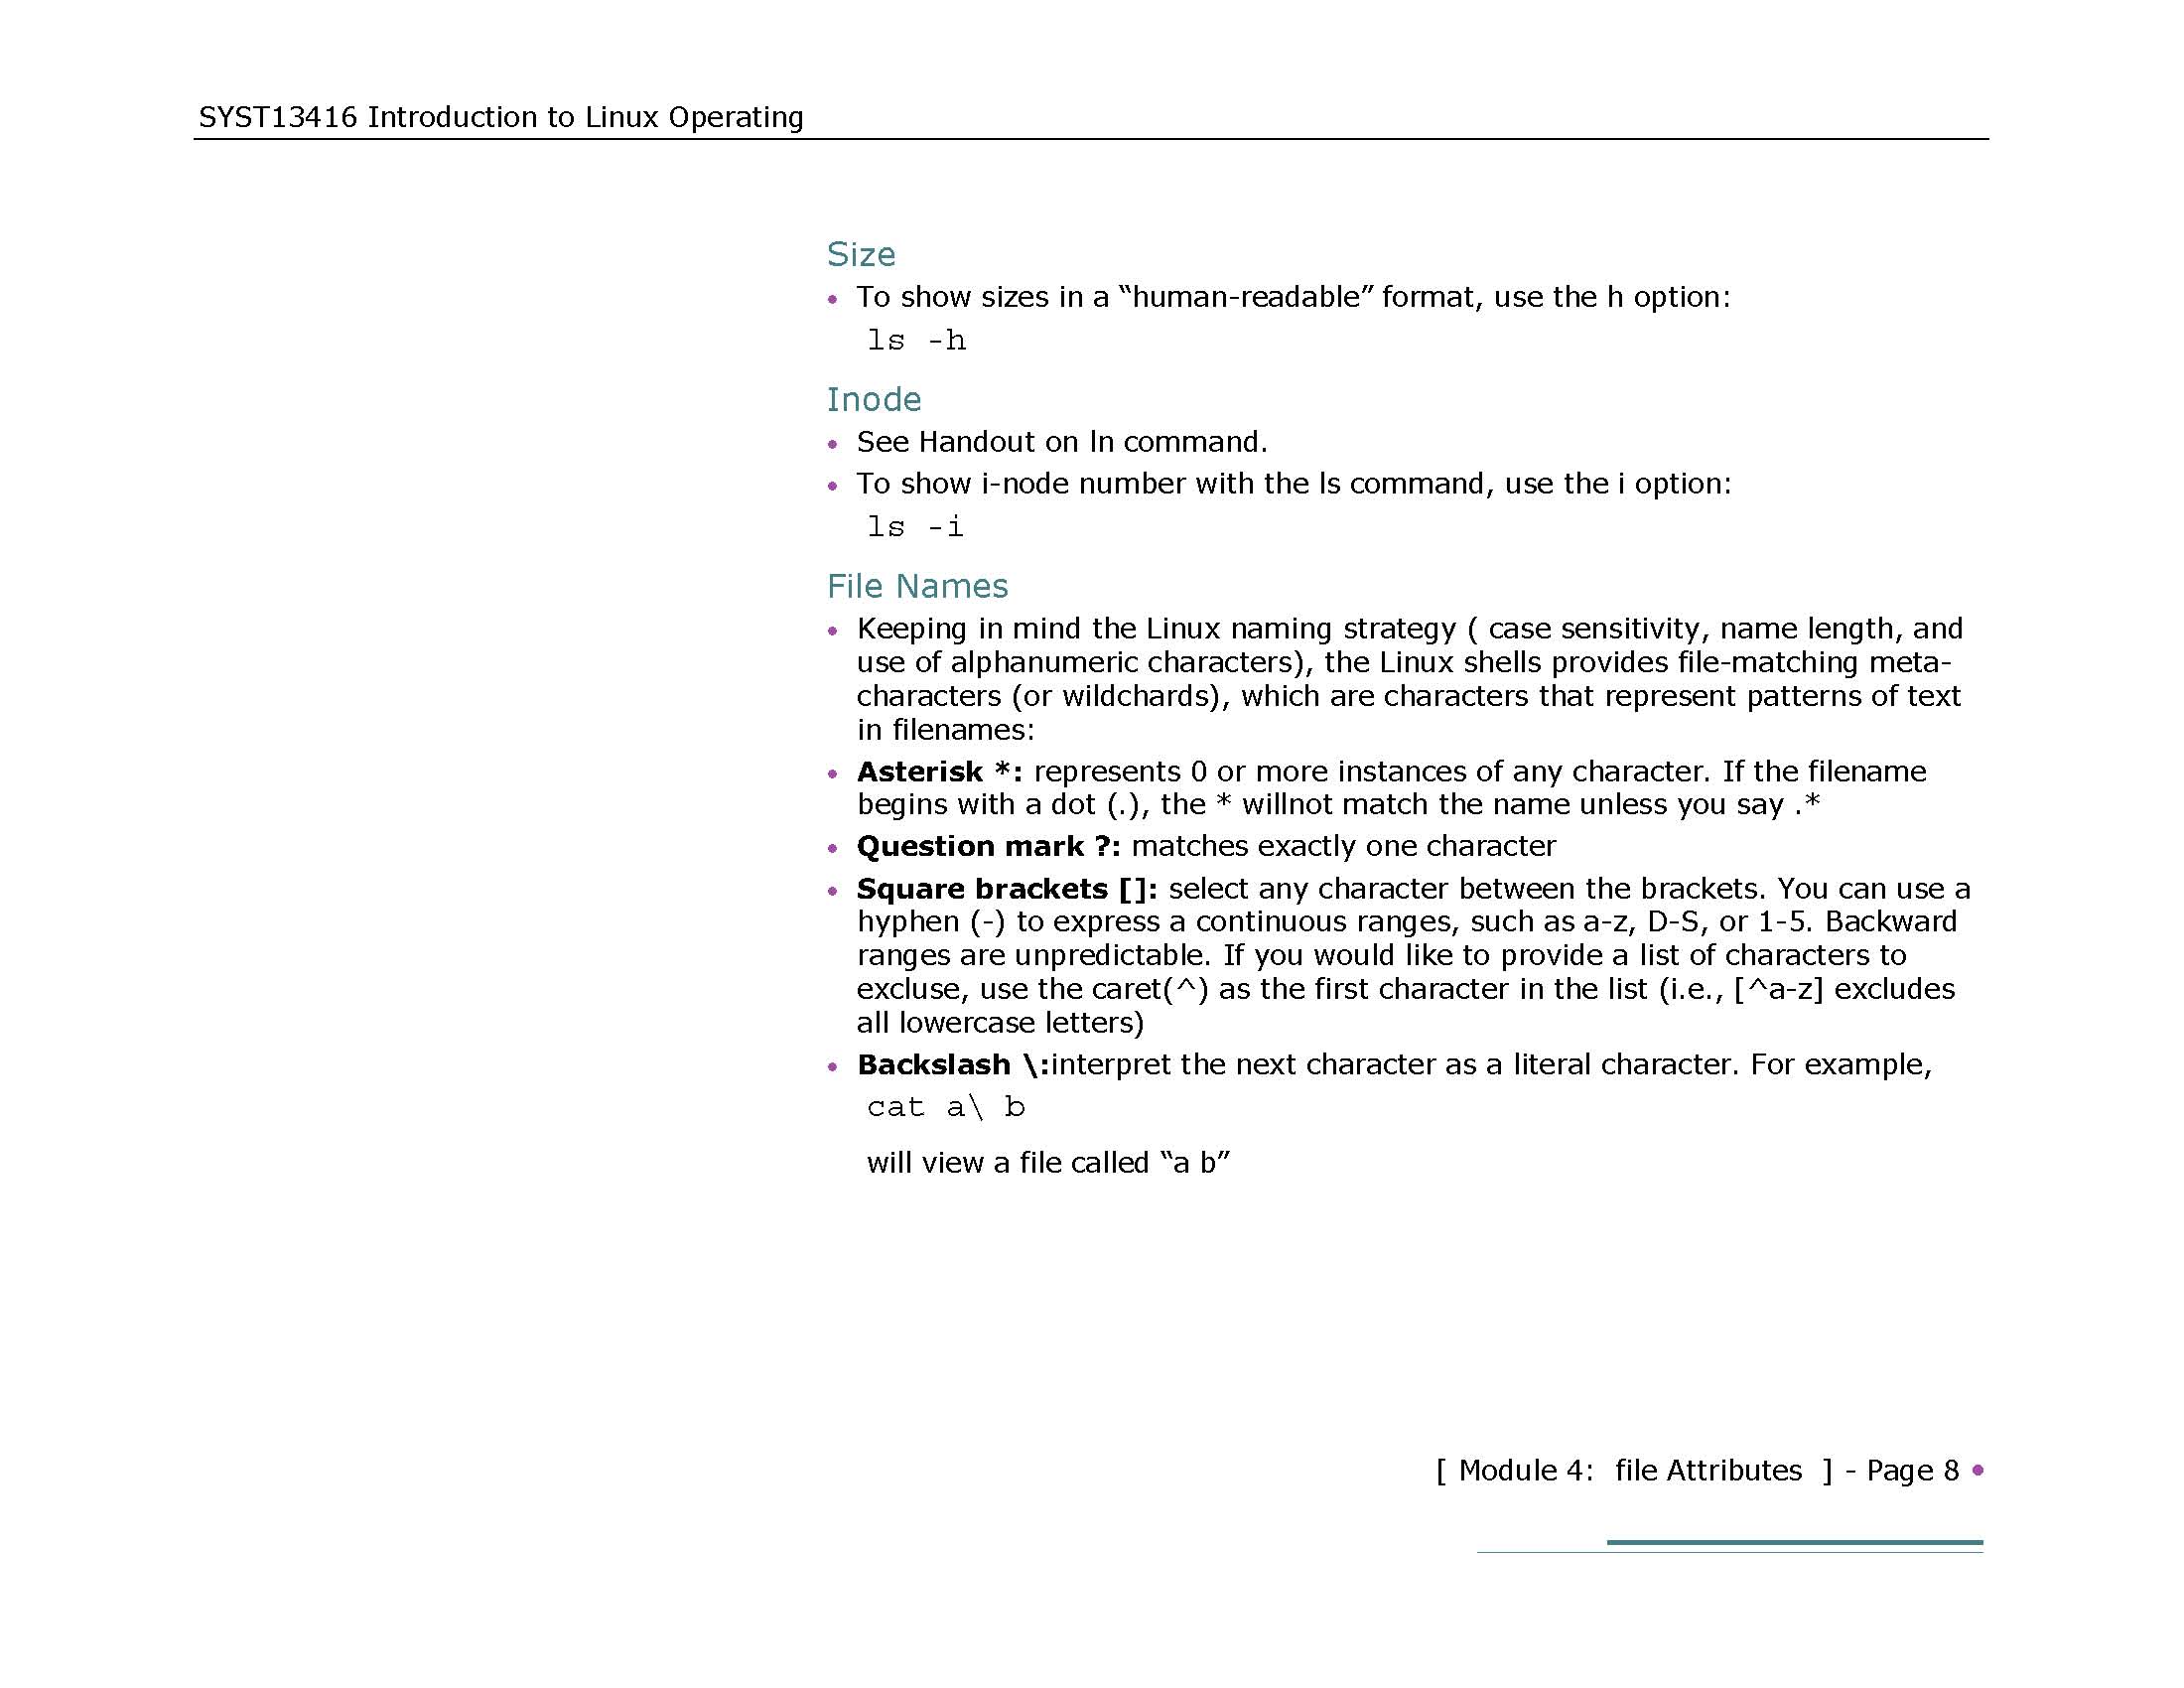 SYST13416 Introduction to Linux Operating
Size
• To show sizes in a “human-readable” format, use the h option:
ls -h
Inode
• See Handout on ln command.
• To show i-node number with the ls command, use the i option:
ls -i
File Names
• Keeping in mind the Linux naming strategy ( case sensitivity, name length, and
use of alphanumeric characters), the Linux shells provides file-matching meta-
characters (or wildchards), which are characters that represent patterns of text
in filenames:
• Asterisk *: represents 0 or more instances of any character. If the filename
begins with a dot (.), the * willnot match the name unless you say .*
• Question mark ?: matches exactly one character
• Square brackets []: select any character between the brackets. You can use a
hyphen (-) to express a continuous ranges, such as a-z, D-S, or 1-5. Backward
ranges are unpredictable. If you would like to provide a list of characters to
excluse, use the caret(^) as the first character in the list (i.e., [^a-z] excludes
all lowercase letters)
• Backslash \:interpret the next character as a literal character. For example,
cat a\ b
will view a file called “a b”
[ Module 4:  file Attributes  ] - Page 8 •